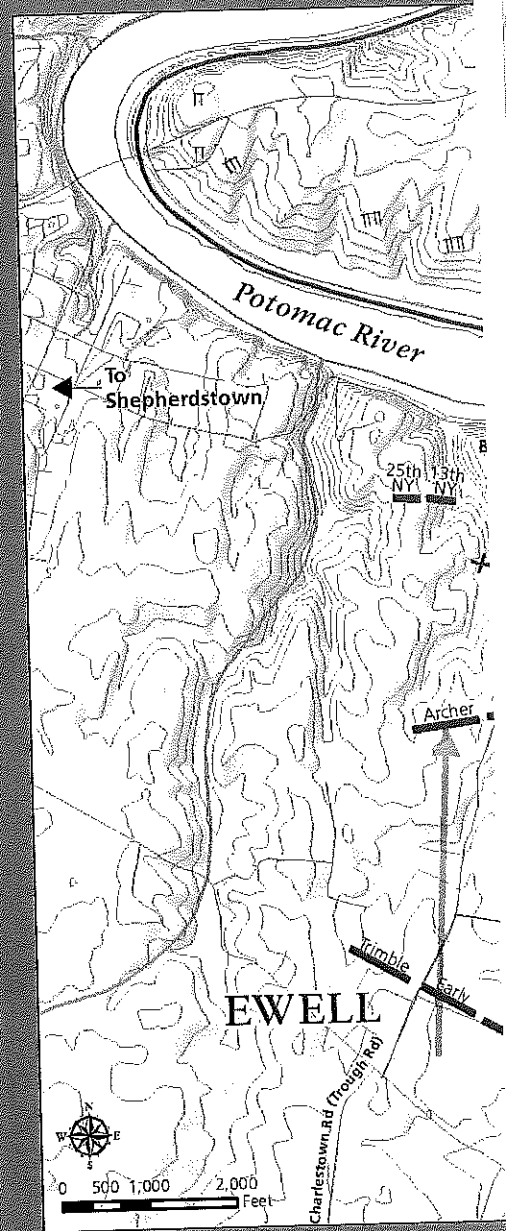 Potomac River
To
Shepherdstown
25th 13th
NY NY
Archer
Trimble
Early
EWELL
Charlestown Rd (Trough Rd)
N
W E
S
0 500 1,000 2,000
Feet